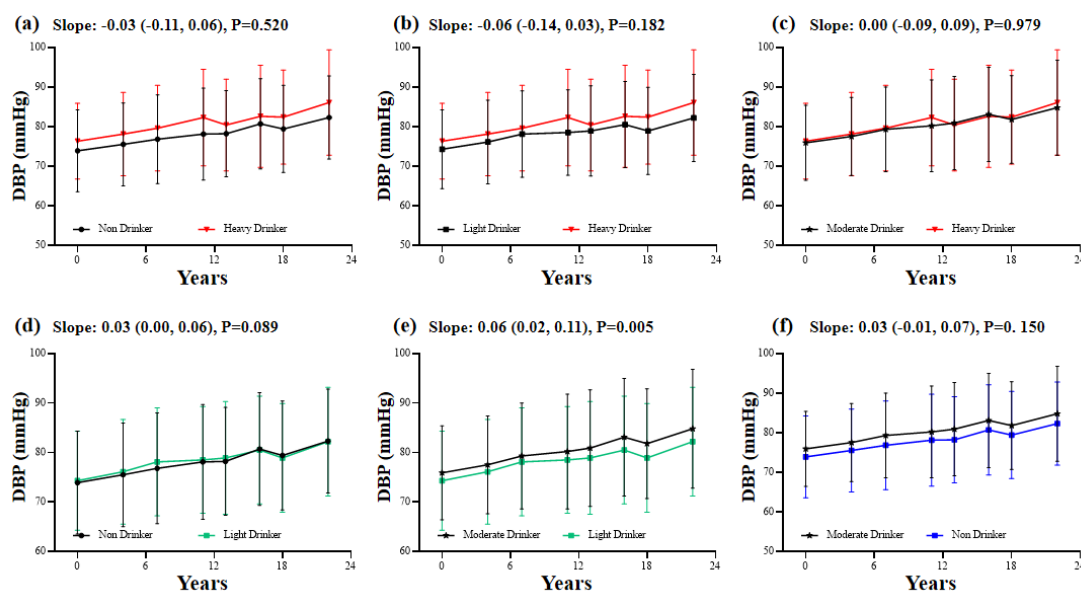 (a) Slope: -0.03 (-0.11, 0.06), P=0.520
100
90
80
70
60
50
DBP (mmHg)
Non Drinker
Heavy Drinker
0 6 12 18 24
Years
(b) Slope: -0.06 (-0.14, 0.03), P=0.182
100
90
80
70
60
50
DBP (mmHg)
Light Drinker
Heavy Drinker
0 6 12 18 24
Years
(c) Slope: 0.00 (-0.09, 0.09), P=0.979
100
90
80
70
60
50
DBP (mmHg)
Moderate Drinker
Heavy Drinker
0 6 12 18 24
Years
(d) Slope: 0.03 (0.00, 0.06), P=0.089
100
90
80
70
60
DBP (mmHg)
Non Drinker
Light Drinker
0 6 12 18 24
Years
(e) Slope: 0.06 (0.02, 0.11), P=0.005
100
90
80
70
60
DBP (mmHg)
Moderate Drinker
Light Drinker
0 6 12 18 24
Years
(f) Slope: 0.03 (-0.01, 0.07), P=0. 150
100
90
80
70
60
50
DBP (mmHg)
Moderate Drinker
Non Drinker
0 6 12 18 24
Years